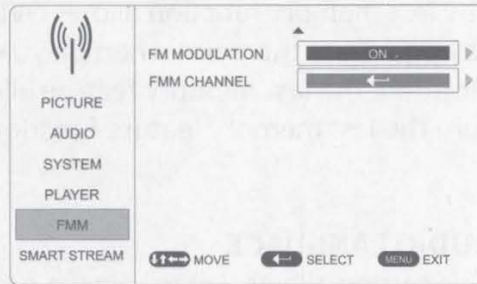 FM MODULATION ON
FMM CHANNEL
PICTURE
AUDIO
SYSTEM
PLAYER
FMM
SMART STREAM
MOVE SELECT MENU EXIT